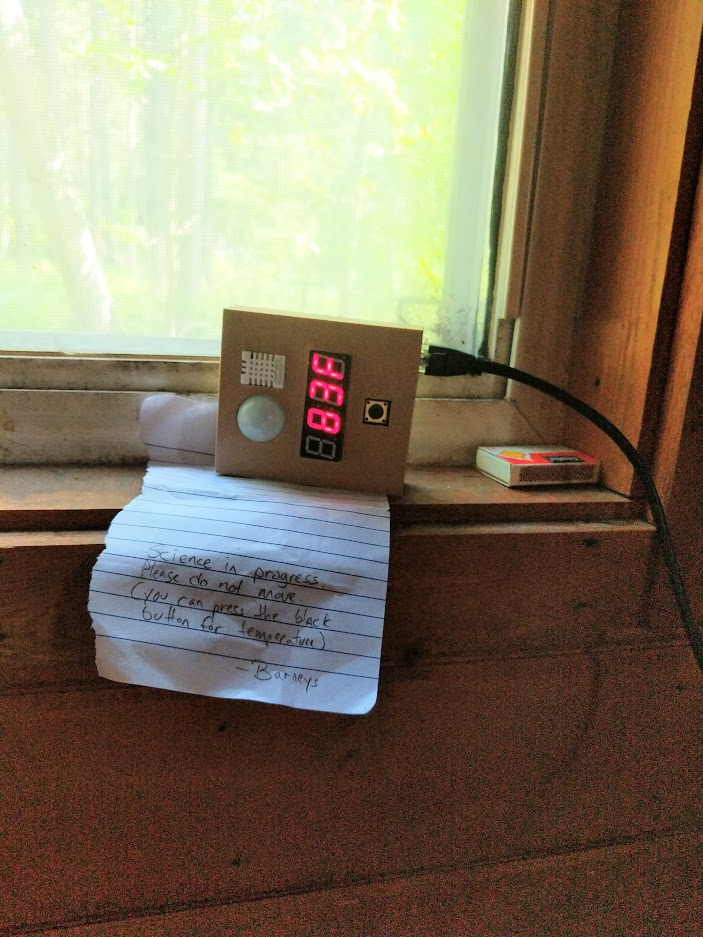 Science in progress.
Please do not move.
(you can press the black
button for temperature)
- Barneys